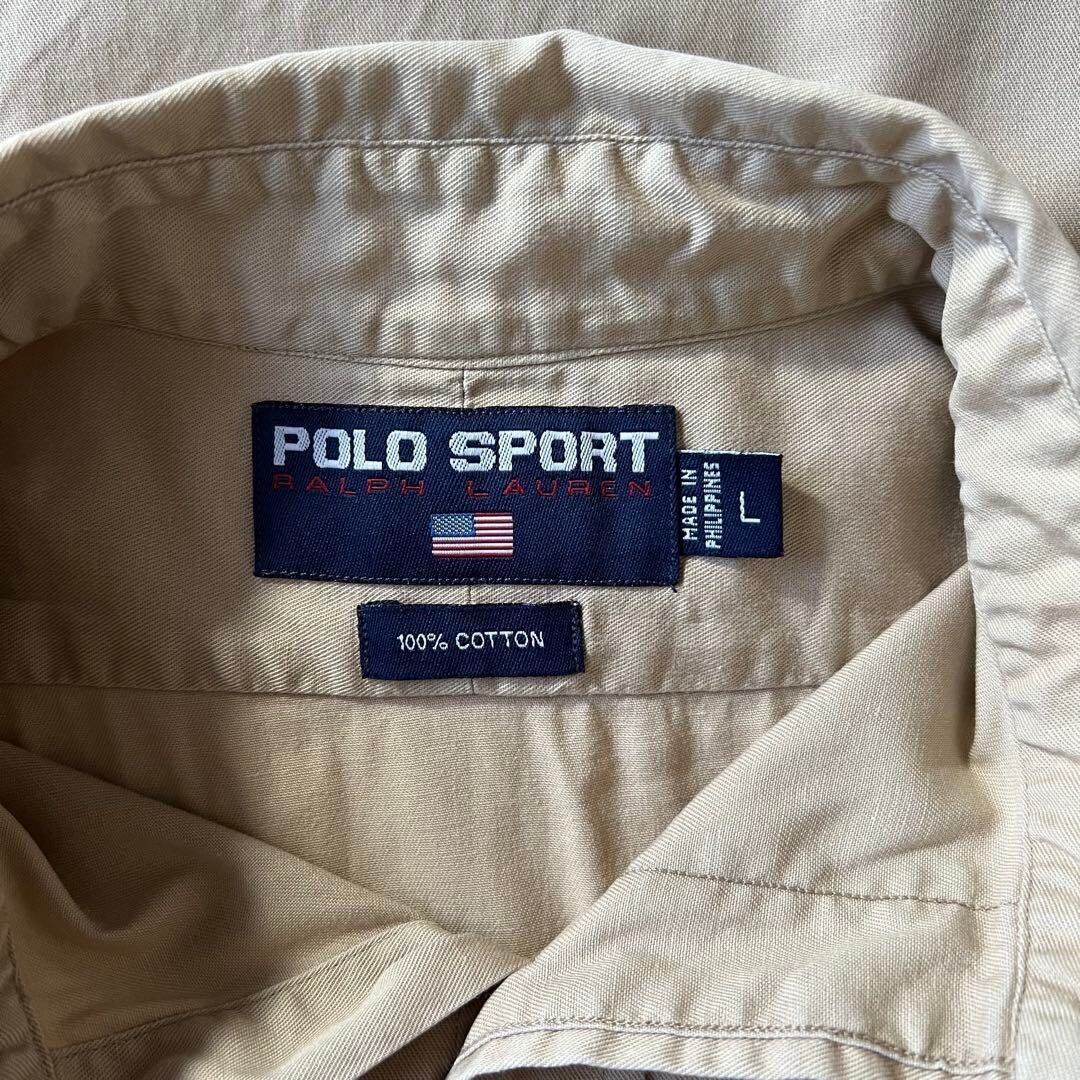 POLO SPORT
RALPH LAUREN
MADE IN
PHILIPPINES
L
100% COTTON